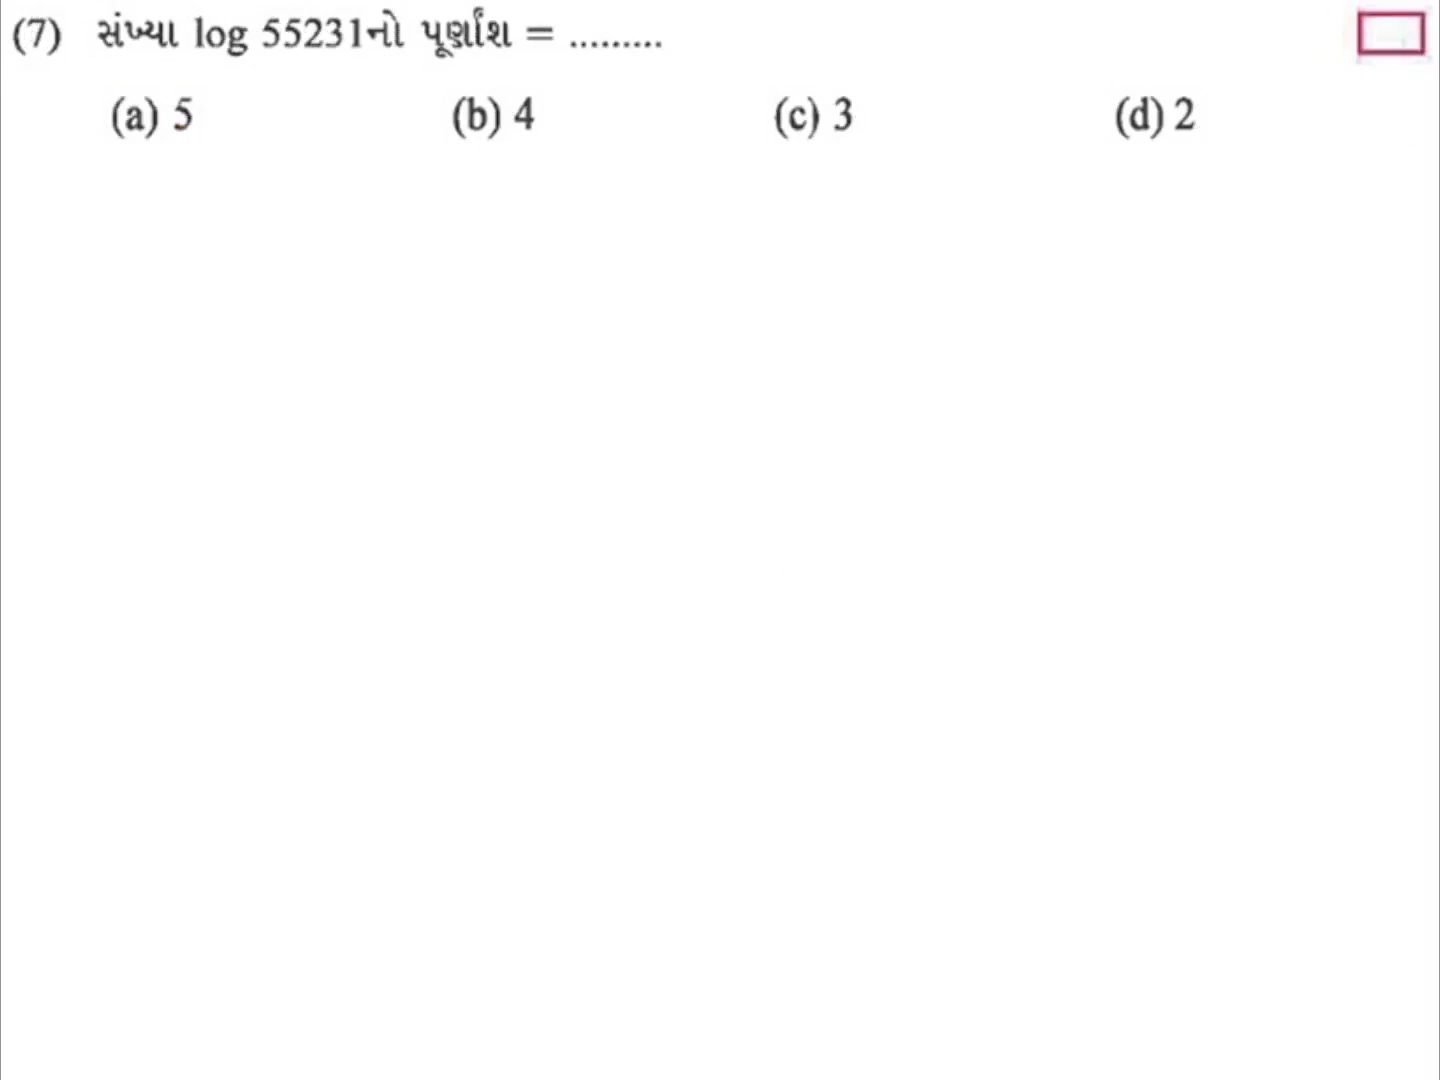 (7) સંખ્યા log 55231નો પૂર્ણાંશ = .........
(a) 5 (b) 4 (c) 3 (d) 2